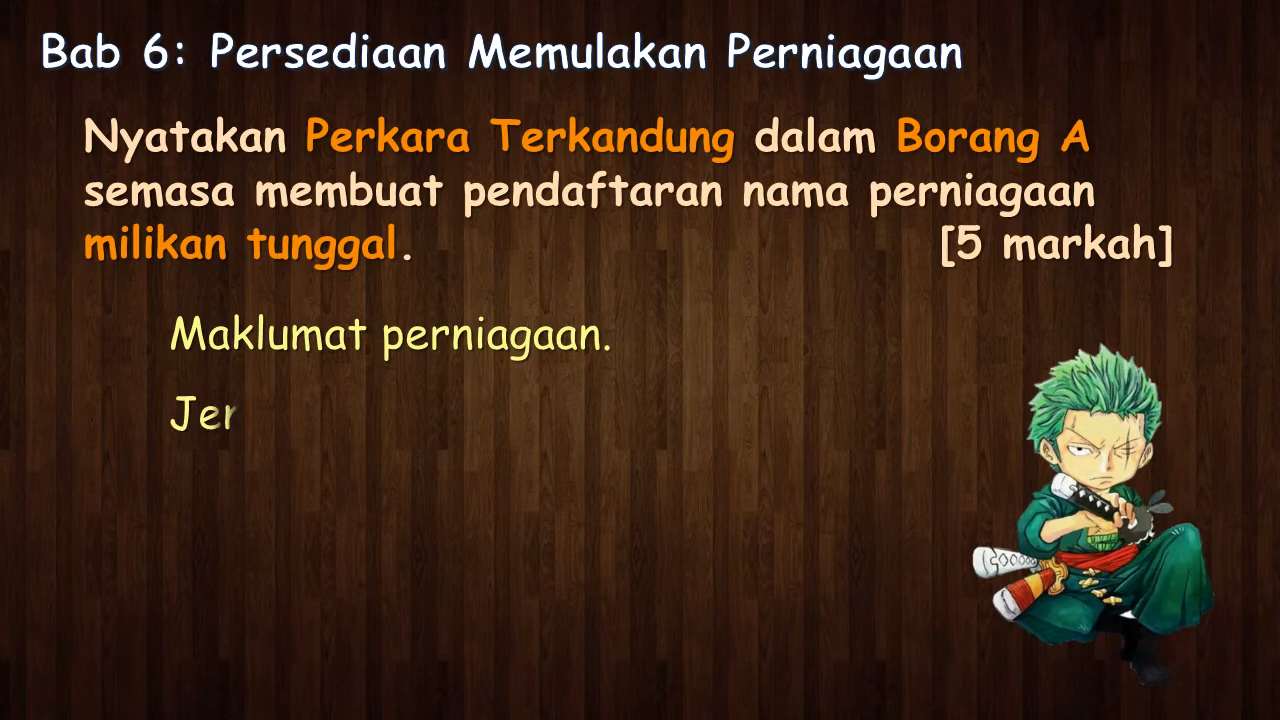 Bab 6: Persediaan Memulakan Perniagaan
Nyatakan Perkara Terkandung dalam Borang A
semasa membuat pendaftaran nama perniagaan
milikan tunggal. [5 markah]
Maklumat perniagaan.
Jer